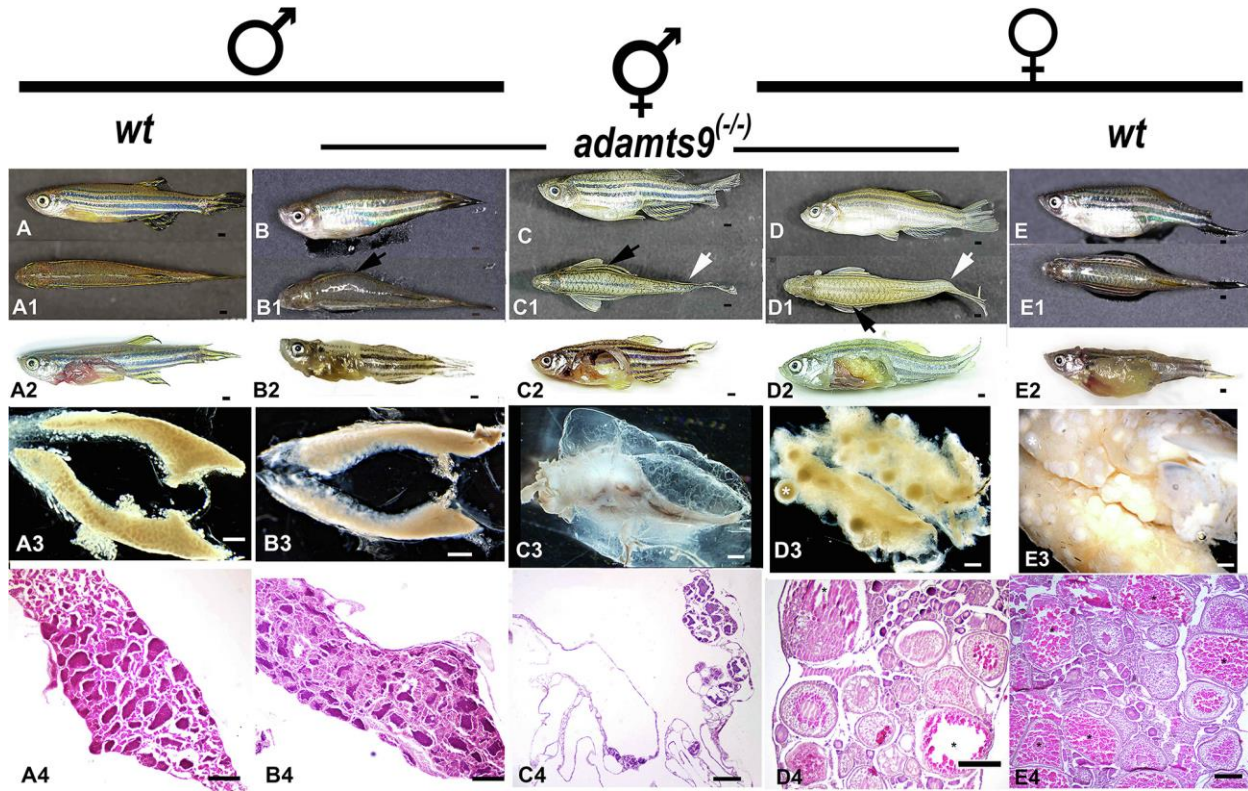 ♂ ⚥ ♀
wt adamts9(-/-) wt
A B C D E
A1 B1 C1 D1 E1
A2 B2 C2 D2 E2
A3 B3 C3 D3 E3
A4 B4 C4 D4 E4